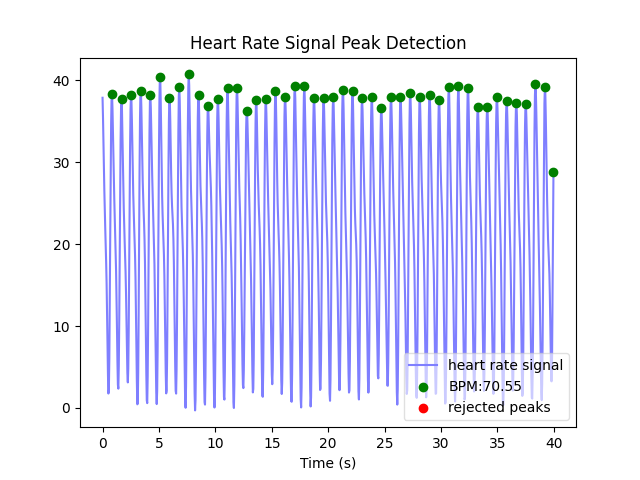 Heart Rate Signal Peak Detection
40
30
20
10
0
heart rate signal
BPM:70.55
rejected peaks
0 5 10 15 20 25 30 35 40
Time (s)